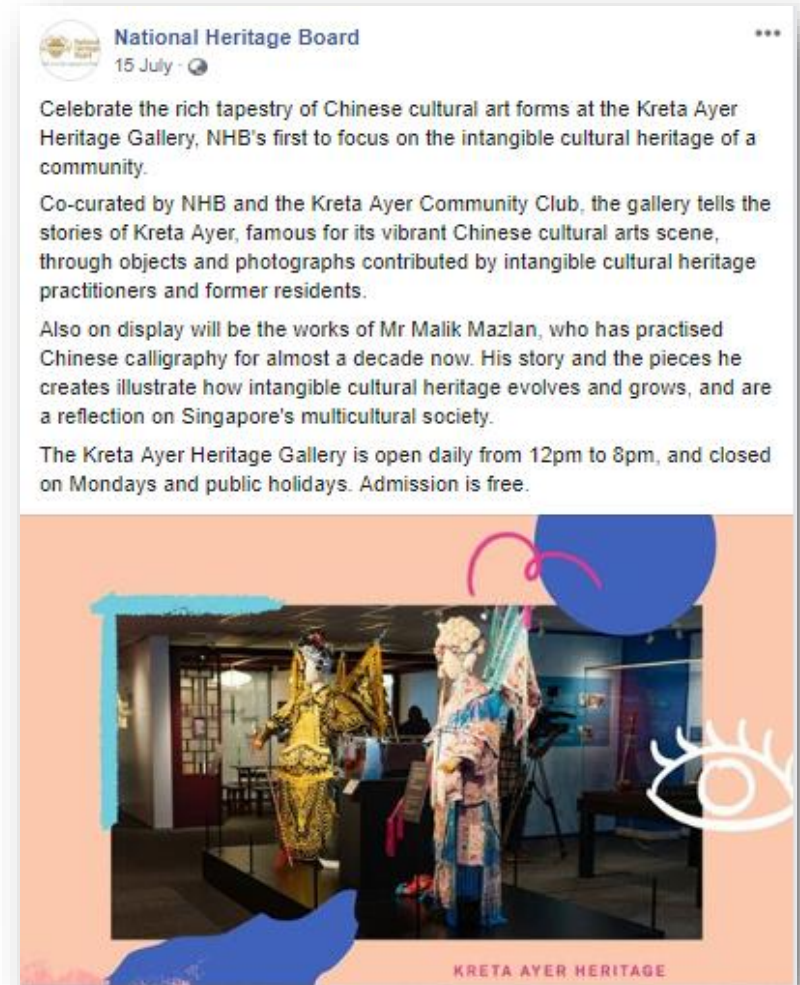 National Heritage Board
15 July ·
Celebrate the rich tapestry of Chinese cultural art forms at the Kreta Ayer
Heritage Gallery, NHB's first to focus on the intangible cultural heritage of a
community.
Co-curated by NHB and the Kreta Ayer Community Club, the gallery tells the
stories of Kreta Ayer, famous for its vibrant Chinese cultural arts scene,
through objects and photographs contributed by intangible cultural heritage
practitioners and former residents.
Also on display will be the works of Mr Malik Mazlan, who has practised
Chinese calligraphy for almost a decade now. His story and the pieces he
creates illustrate how intangible cultural heritage evolves and grows, and are
a reflection on Singapore's multicultural society.
The Kreta Ayer Heritage Gallery is open daily from 12pm to 8pm, and closed
on Mondays and public holidays. Admission is free.
KRETA AYER HERITAGE